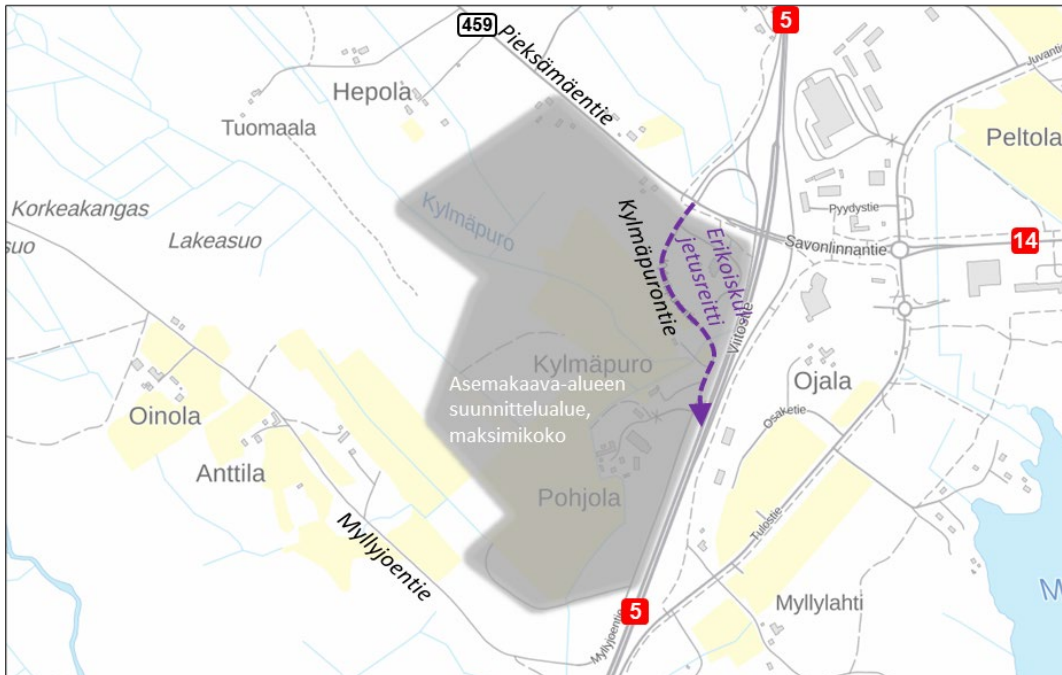 5
459
Pieksämäentie
Juvantie
Hepola
Tuomaala
Peltola
Korkeakangas
Kylmäpuro
Pyydystie
suo
Lakeasuo
Kylmäpurontie
Erikoiskul
jetusreitti
Savonlinnantie
14
Viitostie
Kylmäpuro
Asemakaava-alueen
suunnittelualue,
maksimikoko
Ojala
Oinola
Osaketie
Anttila
Pohjola
Tulostie
Myllyjoentie
M
5
Myllylahti
Myllyjoentie